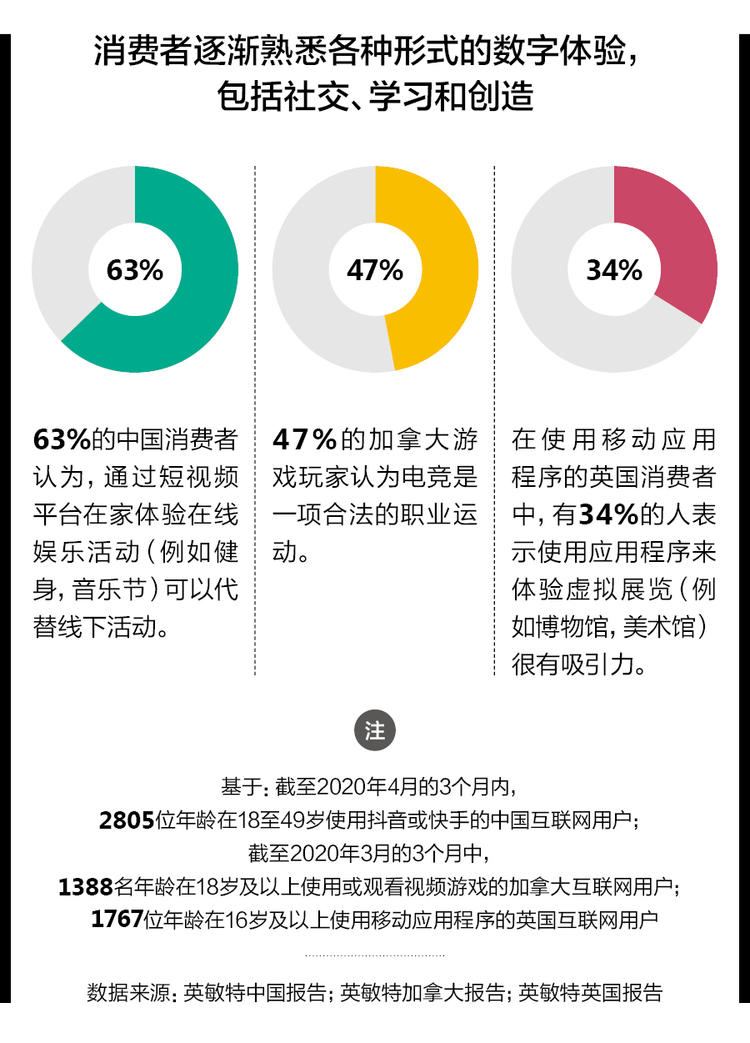 消费者逐渐熟悉各种形式的数字体验，
包括社交、学习和创造
63%
47%
34%
63%的中国消费者
认为，通过短视频
平台在家体验在线
娱乐活动（例如健
身，音乐节）可以代
替线下活动。
47%的加拿大游
戏玩家认为电竞是
一项合法的职业运
动。
在使用移动应用
程序的英国消费者
中，有34%的人表
示使用应用程序来
体验虚拟展览（例
如博物馆，美术馆）
很有吸引力。
注
基于：截至2020年4月的3个月内，
2805位年龄在18至49岁使用抖音或快手的中国互联网用户；
截至2020年3月的3个月中，
1388名年龄在18岁及以上使用或观看视频游戏的加拿大互联网用户；
1767位年龄在16岁及以上使用移动应用程序的英国互联网用户
数据来源：英敏特中国报告；英敏特加拿大报告；英敏特英国报告